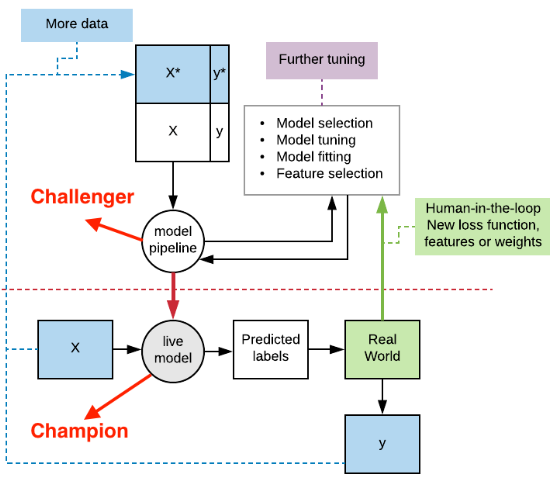 More data
X*
y*
Further tuning
X
y
• Model selection
• Model tuning
• Model fitting
• Feature selection
Challenger
model
pipeline
Human-in-the-loop
New loss function,
features or weights
X
live
model
Predicted
labels
Real
World
Champion
y